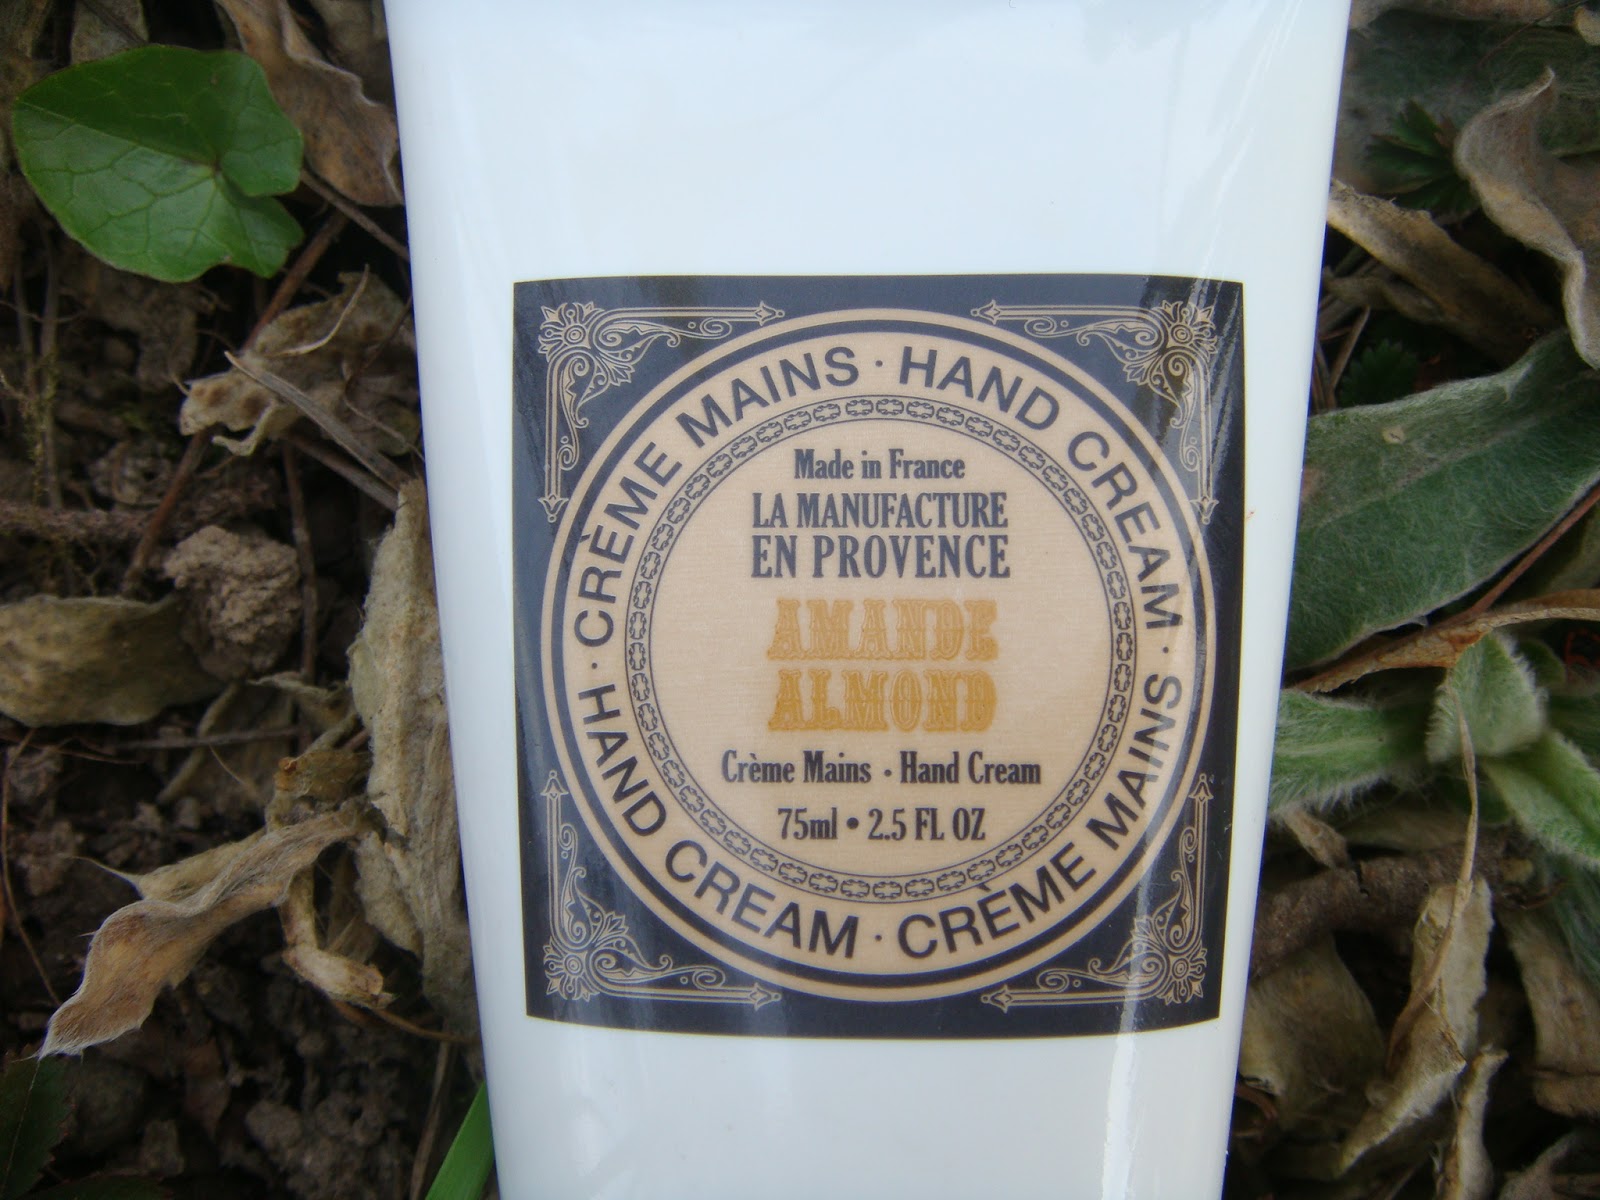 CRÈME MAINS · HAND CREAM · CRÈME MAINS · HAND CREAM ·
Made in France
LA MANUFACTURE
EN PROVENCE
AMANDE
ALMOND
Crème Mains · Hand Cream
75ml • 2.5 FL OZ